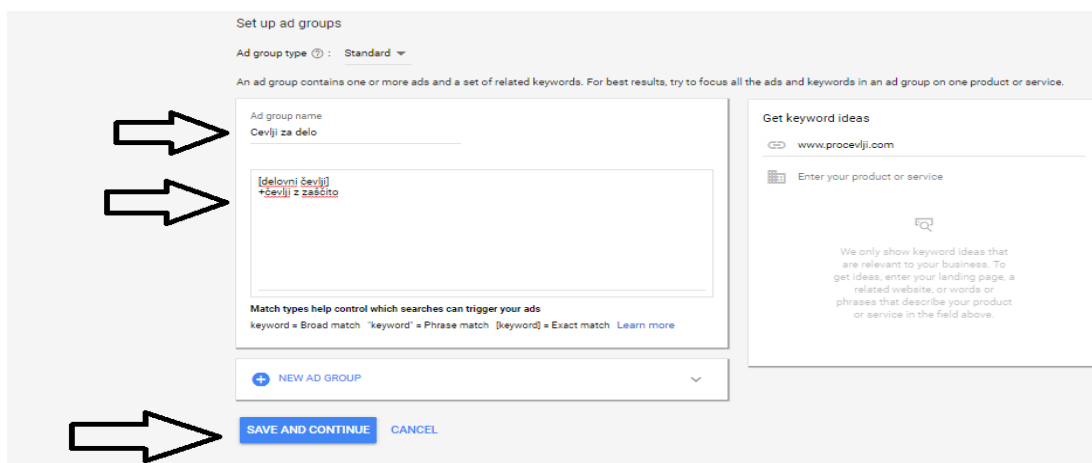 Set up ad groups
Ad group type ? : Standard
An ad group contains one or more ads and a set of related keywords. For best results, try to focus all the ads and keywords in an ad group on one product or service.
Ad group name
Cevlji za delo
[delovni čevlji]
+čevlji z zaščito
Match types help control which searches can trigger your ads
keyword = Broad match "keyword" = Phrase match [keyword] = Exact match Learn more
NEW AD GROUP
SAVE AND CONTINUE CANCEL
Get keyword ideas
www.procevlji.com
Enter your product or service
We only show keyword ideas that
are relevant to your business. To
get ideas, enter your landing page, a
related website, or words or
phrases that describe your product
or service in the field above.